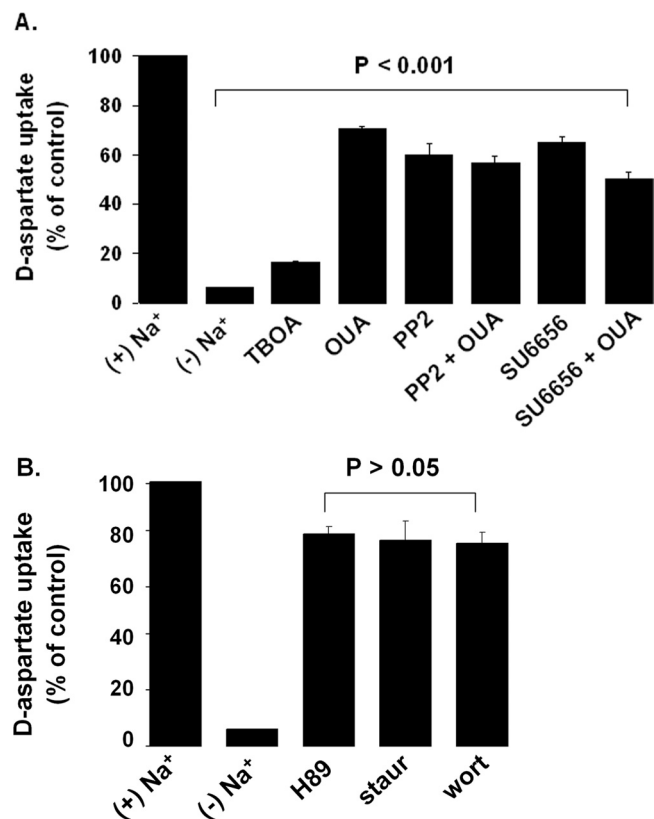 A.
P < 0.001
D-aspartate uptake
(% of control)
100
80
60
40
20
0
(+) Na⁺
(-) Na⁺
TBOA
OUA
PP2
PP2 + OUA
SU6656
SU6656 + OUA
B.
P > 0.05
D-aspartate uptake
(% of control)
100
80
60
40
20
0
(+) Na⁺
(-) Na⁺
H89
staur
wort